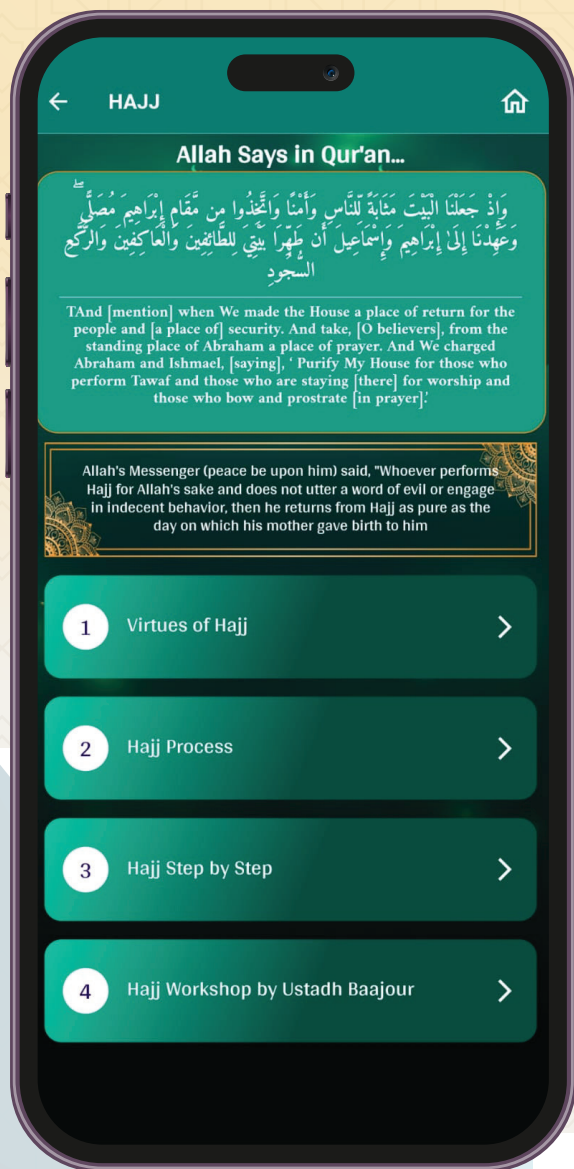 HAJJ
Allah Says in Qur'an...
وَإِذْ جَعَلْنَا الْبَيْتَ مَثَابَةً لِّلنَّاسِ وَأَمْنًا وَاتَّخِذُوا مِن مَّقَامِ إِبْرَاهِيمَ مُصَلًّى ۖ
وَعَهِدْنَا إِلَىٰ إِبْرَاهِيمَ وَإِسْمَاعِيلَ أَن طَهِّرَا بَيْتِيَ لِلطَّائِفِينَ وَالْعَاكِفِينَ وَالرُّكَّعِ
السُّجُودِ
TAnd [mention] when We made the House a place of return for the
people and [a place of] security. And take, [O believers], from the
standing place of Abraham a place of prayer. And We charged
Abraham and Ishmael, [saying], ‘ Purify My House for those who
perform Tawaf and those who are staying [there] for worship and
those who bow and prostrate [in prayer].’
Allah's Messenger (peace be upon him) said, "Whoever performs
Hajj for Allah's sake and does not utter a word of evil or engage
in indecent behavior, then he returns from Hajj as pure as the
day on which his mother gave birth to him
1 Virtues of Hajj
2 Hajj Process
3 Hajj Step by Step
4 Hajj Workshop by Ustadh Baajour